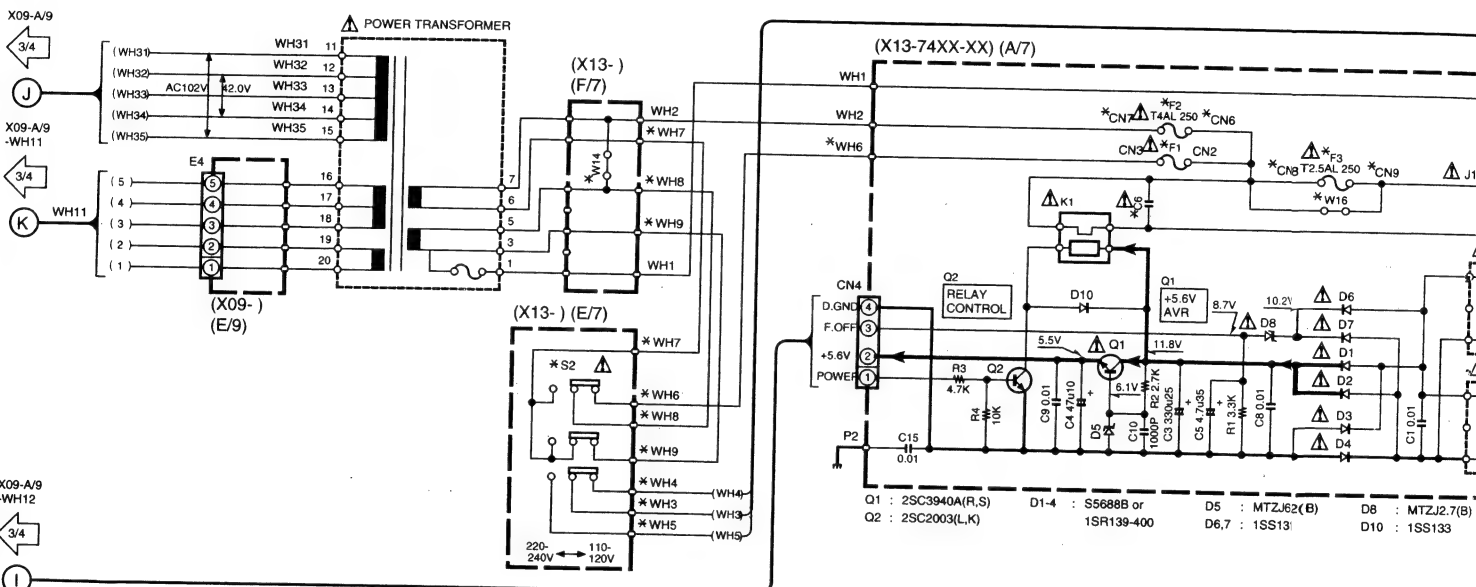 X09-A/9
3/4
J
X09-A/9
-WH11
3/4
K
WH11
(WH31)
(WH32)
(WH33)
(WH34)
(WH35)
AC102V
42.0V
WH31
WH32
WH33
WH34
WH35
11
12
13
14
15
⚠ POWER TRANSFORMER
E4
(5)
(4)
(3)
(2)
(1)
5
4
3
2
1
16
17
18
19
20
(X09- )
(E/9)
7
6
5
3
1
(X13- )
(F/7)
*W14
WH2
*WH7
*WH8
*WH9
WH1
(X13- ) (E/7)
*S2 ⚠
*WH7
*WH6
*WH8
*WH9
*WH4
*WH3
*WH5
(WH4)
(WH3)
(WH5)
220-
240V
110-
120V
X09-A/9
-WH12
3/4
I
(X13-74XX-XX) (A/7)
WH1
WH2
*WH6
*CN7
⚠ *F2
T4AL 250
*CN6
CN3
⚠ *F1
CN2
*CN8
⚠ *F3
T2.5AL 250
*CN9
*W16
⚠ J1
⚠ K1
⚠ *C6
CN4
D.GND
F.OFF
+5.6V
POWER
4
3
2
1
Q2
RELAY
CONTROL
D10
Q1
+5.6V
AVR
8.7V
10.2V
⚠ D6
⚠ D7
⚠ D8
⚠ D1
⚠ D2
⚠ D3
⚠ D4
5.5V
⚠ Q1
11.8V
6.1V
R3
4.7K
Q2
R4
10K
C9 0.01
C4 47u10
D5
C10
1000P
R2 2.7K
C3 330u25
C5 4.7u35
R1 3.3K
C8 0.01
C1 0.01
P2
C15
0.01
Q1 : 2SC3940A(R,S)
Q2 : 2SC2003(L,K)
D1-4 : S5688B or
1SR139-400
D5 : MTZJ62(B)
D6,7 : 1SS131
D8 : MTZJ2.7(B)
D10 : 1SS133